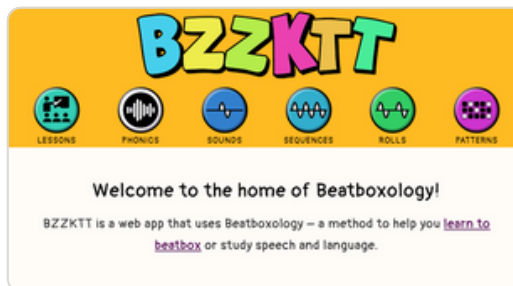 BZZKTT
LESSONS PHONICS SOUNDS SEQUENCES ROLLS PATTERNS
Welcome to the home of Beatboxology!
BZZKTT is a web app that uses Beatboxology – a method to help you learn to
beatbox or study speech and language.